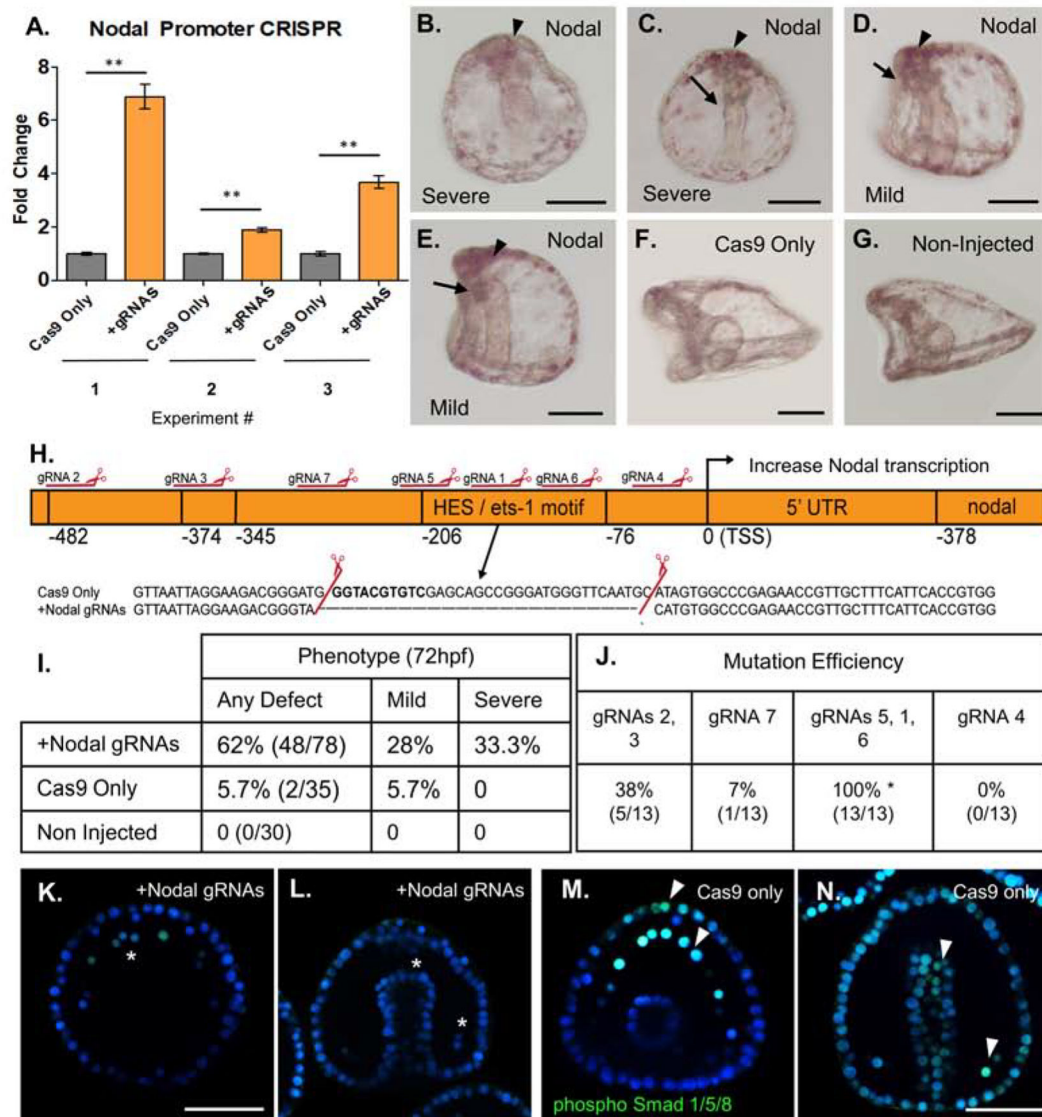 A. Nodal Promoter CRISPR
Fold Change
8
6
4
2
0
**
**
**
Cas9 Only
+gRNAS
Cas9 Only
+gRNAs
Cas9 Only
+gRNAs
1
2
3
Experiment #
B. Nodal
Severe
C. Nodal
Severe
D. Nodal
Mild
E. Nodal
Mild
F. Cas9 Only
G. Non-Injected
H.
gRNA 2
gRNA 3
gRNA 7
gRNA 5
gRNA 1
gRNA 6
gRNA 4
Increase Nodal transcription
HES / ets-1 motif
5' UTR
nodal
-482
-374
-345
-206
-76
0 (TSS)
-378
Cas9 Only GTTAATTAGGAAGACGGGATG GGTACGTGTCGAGCAGCCGGGATGGGTTCAATGC ATAGTGGCCCGAGAACCGTTGCTTTCATTCACCGTGG
+Nodal gRNAs GTTAATTAGGAAGACGGGTA CATGTGGCCCGAGAACCGTTGCTTTCATTCACCGTGG
I. Phenotype (72hpf)
Any Defect Mild Severe
+Nodal gRNAs 62% (48/78) 28% 33.3%
Cas9 Only 5.7% (2/35) 5.7% 0
Non Injected 0 (0/30) 0 0
J. Mutation Efficiency
gRNAs 2, 3
gRNA 7
gRNAs 5, 1, 6
gRNA 4
38% (5/13)
7% (1/13)
100% * (13/13)
0% (0/13)
K. +Nodal gRNAs
*
L. +Nodal gRNAs
*
*
M. Cas9 only
phospho Smad 1/5/8
N. Cas9 only